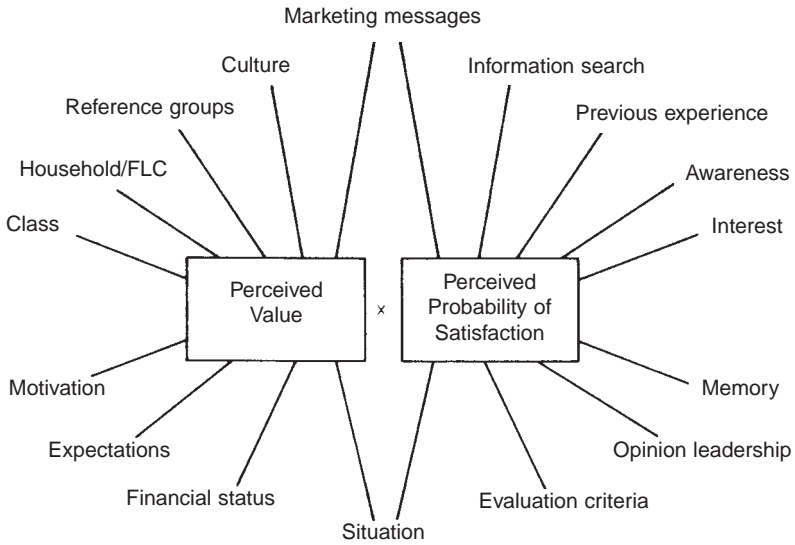 Marketing messages
Culture
Information search
Reference groups
Previous experience
Household/FLC
Awareness
Class
Interest
Perceived
Value
x
Perceived
Probability of
Satisfaction
Motivation
Memory
Expectations
Opinion leadership
Financial status
Evaluation criteria
Situation